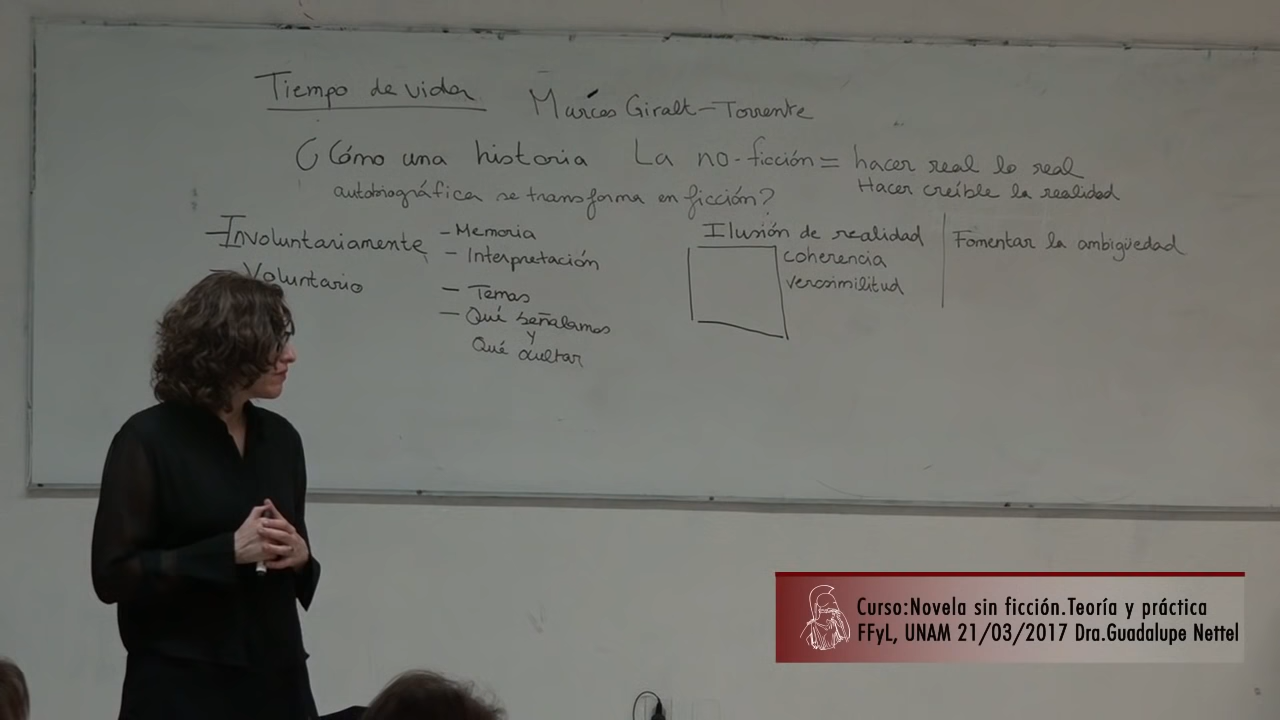 Tiempo de vida
Marcos Giralt-Torrente
¿Cómo una historia
autobiográfica se transforma en ficción?
La no-ficción = hacer real lo real
Hacer creíble la realidad
- Involuntariamente
- Voluntario
- Memoria
- Interpretación
- Temas
- Qué señalamos
y
Qué ocultar
Ilusión de realidad
coherencia
verosimilitud
Fomentar la ambigüedad
Curso:Novela sin ficción.Teoría y práctica
FFyL, UNAM 21/03/2017 Dra.Guadalupe Nettel